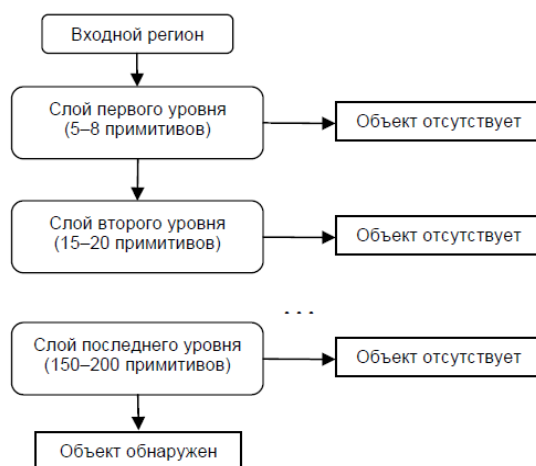 Входной регион
Слой первого уровня
(5–8 примитивов)
Объект отсутствует
Слой второго уровня
(15–20 примитивов)
Объект отсутствует
...
Слой последнего уровня
(150–200 примитивов)
Объект отсутствует
Объект обнаружен